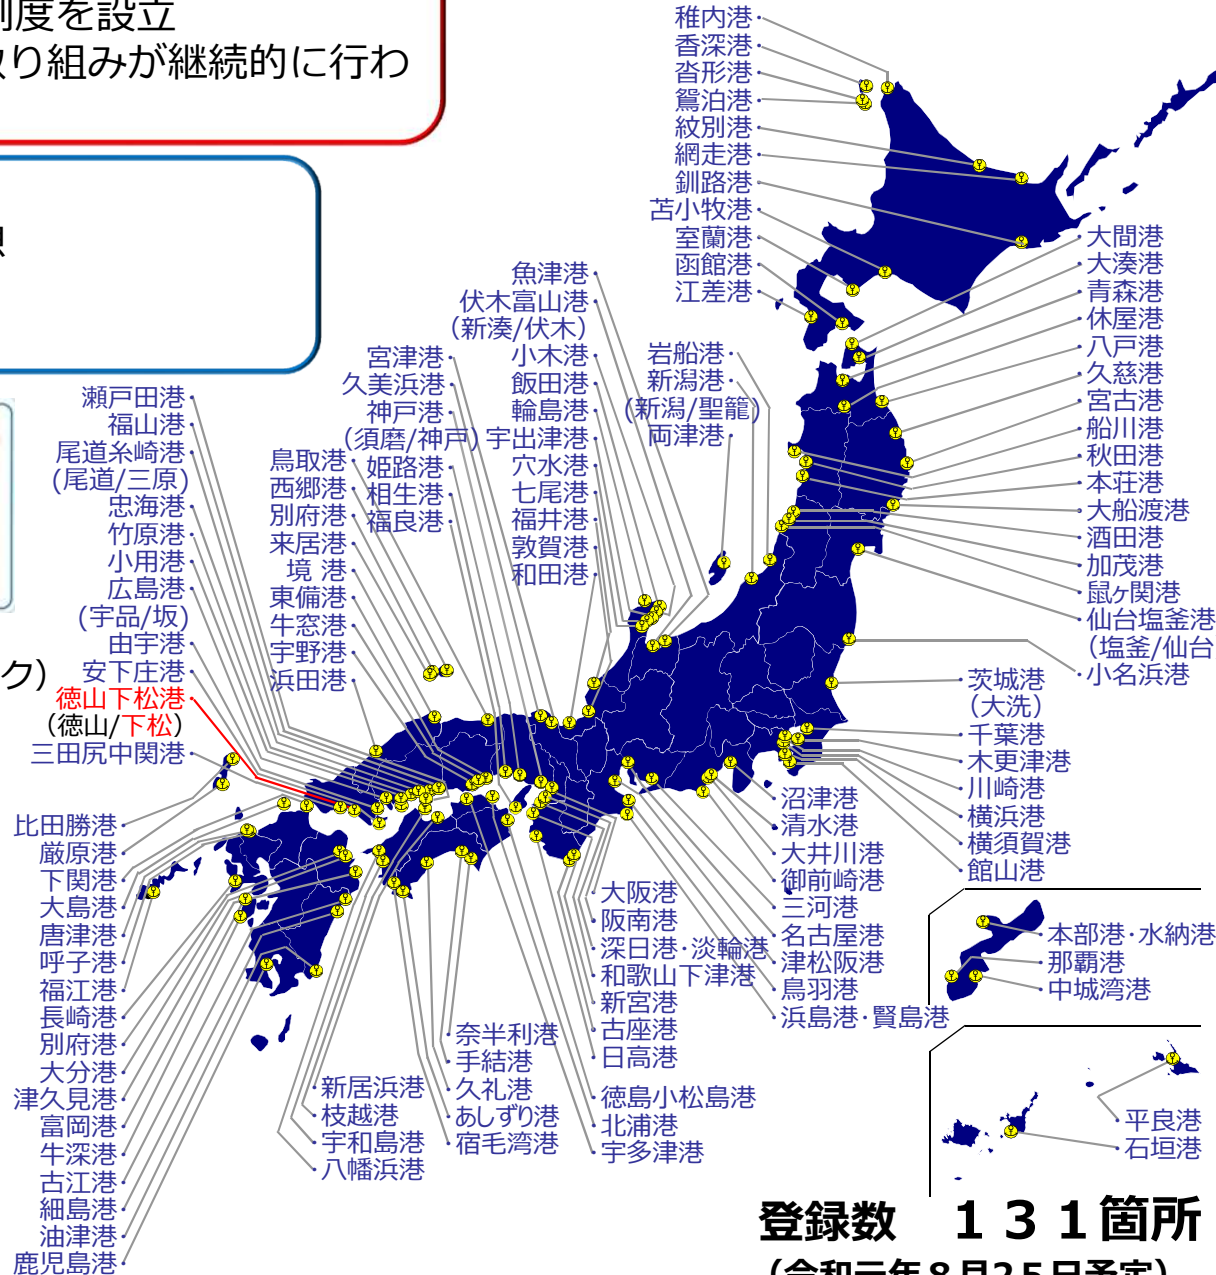 制度を設立
取り組みが継続的に行わ
ク)
稚内港
香深港
沓形港
鴛泊港
紋別港
網走港
釧路港
苫小牧港
室蘭港
函館港
江差港
大間港
大湊港
青森港
休屋港
八戸港
久慈港
宮古港
船川港
秋田港
本荘港
大船渡港
酒田港
加茂港
鼠ヶ関港
仙台塩釜港
(塩釜/仙台
小名浜港
魚津港
伏木富山港
(新湊/伏木)
小木港
飯田港
輪島港
宇出津港
穴水港
七尾港
福井港
敦賀港
和田港
岩船港
新潟港
(新潟/聖籠)
両津港
宮津港
久美浜港
神戸港
(須磨/神戸)
姫路港
相生港
福良港
鳥取港
西郷港
別府港
来居港
境 港
東備港
牛窓港
宇野港
浜田港
瀬戸田港
福山港
尾道糸崎港
(尾道/三原)
忠海港
竹原港
小用港
広島港
(宇品/坂)
由宇港
安下庄港
徳山下松港
(徳山/下松)
三田尻中関港
比田勝港
厳原港
下関港
大島港
唐津港
呼子港
福江港
長崎港
別府港
大分港
津久見港
富岡港
牛深港
古江港
細島港
油津港
鹿児島港
新居浜港
枝越港
宇和島港
八幡浜港
奈半利港
手結港
久礼港
あしずり港
宿毛湾港
大阪港
阪南港
深日港・淡輪港
和歌山下津港
新宮港
古座港
日高港
徳島小松島港
北浦港
宇多津港
茨城港
(大洗)
千葉港
木更津港
川崎港
横浜港
横須賀港
館山港
沼津港
清水港
大井川港
御前崎港
三河港
名古屋港
津松阪港
鳥羽港
浜島港・賢島港
本部港・水納港
那覇港
中城湾港
平良港
石垣港
登録数　１３１箇所
(令和元年８月２５日予定)